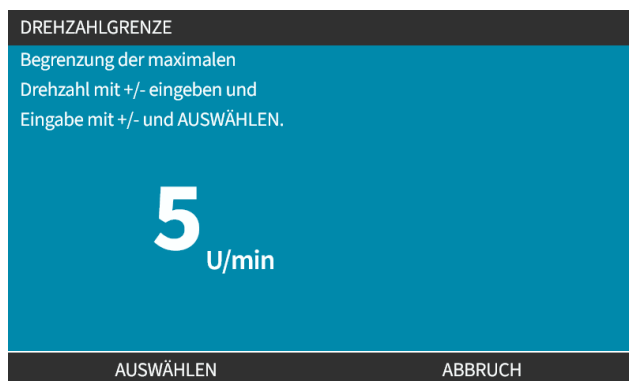 DREHZAHLGRENZE
Begrenzung der maximalen
Drehzahl mit +/- eingeben und
Eingabe mit +/- und AUSWÄHLEN.
5 U/min
AUSWÄHLEN ABBRUCH